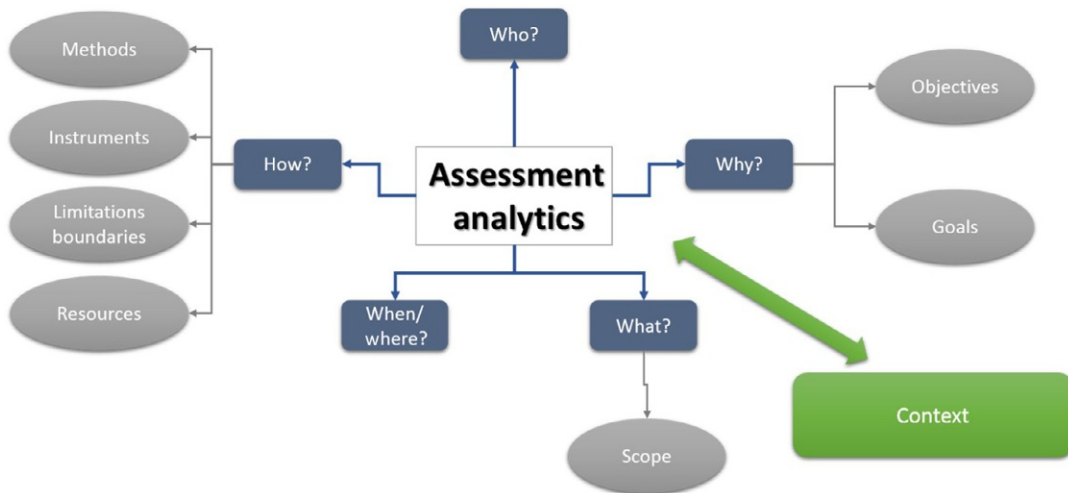 Who?
Methods
Objectives
Instruments
How?
Assessment
analytics
Why?
Limitations
boundaries
Goals
Resources
When/
where?
What?
Context
Scope